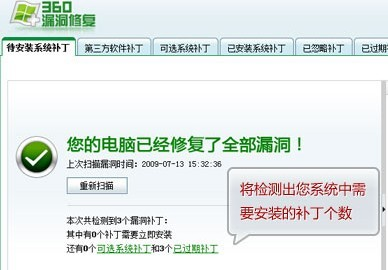 360
漏洞修复
待安装系统补丁 第三方软件补丁 可选系统补丁 已安装系统补丁 已忽略补丁 已过期
您的电脑已经修复了全部漏洞！
上次扫描漏洞时间：2009-07-13 15:32:36
重新扫描
将检测出您系统中需
要安装的补丁个数
本次共检测到3个漏洞补丁：
其中有0个补丁需要立即安装
还有0个可选系统补丁和3个已过期补丁